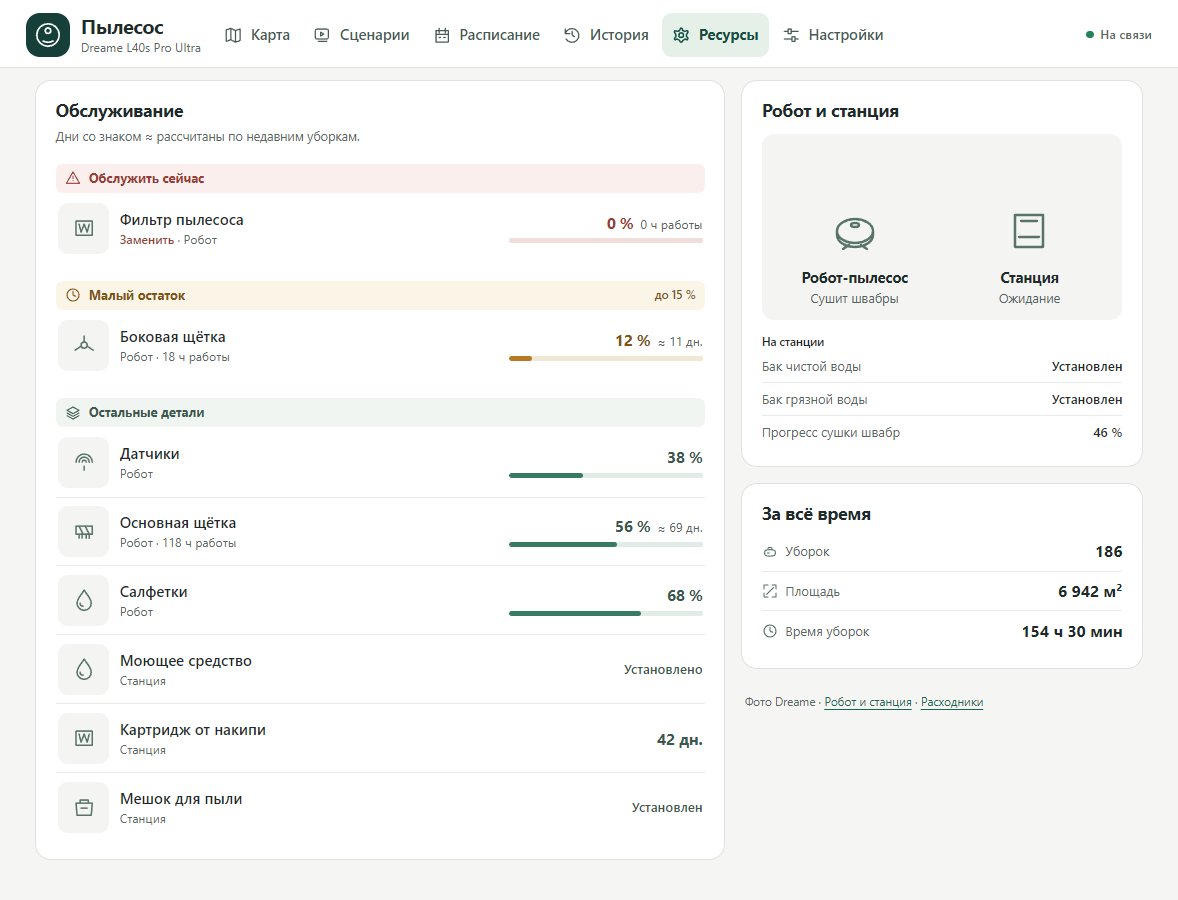 Пылесос
Dreame L40s Pro Ultra
Карта
Сценарии
Расписание
История
Ресурсы
Настройки
На связи
Обслуживание
Дни со знаком ≈ рассчитаны по недавним уборкам.
Обслужить сейчас
Фильтр пылесоса
Заменить · Робот
0 % 0 ч работы
Малый остаток
до 15 %
Боковая щётка
Робот · 18 ч работы
12 % ≈ 11 дн.
Остальные детали
Датчики
Робот
38 %
Основная щётка
Робот · 118 ч работы
56 % ≈ 69 дн.
Салфетки
Робот
68 %
Моющее средство
Станция
Установлено
Картридж от накипи
Станция
42 дн.
Мешок для пыли
Станция
Установлен
Робот и станция
Робот-пылесос
Сушит швабры
Станция
Ожидание
На станции
Бак чистой воды Установлен
Бак грязной воды Установлен
Прогресс сушки швабр 46 %
За всё время
Уборок 186
Площадь 6 942 м²
Время уборок 154 ч 30 мин
Фото Dreame · Робот и станция · Расходники